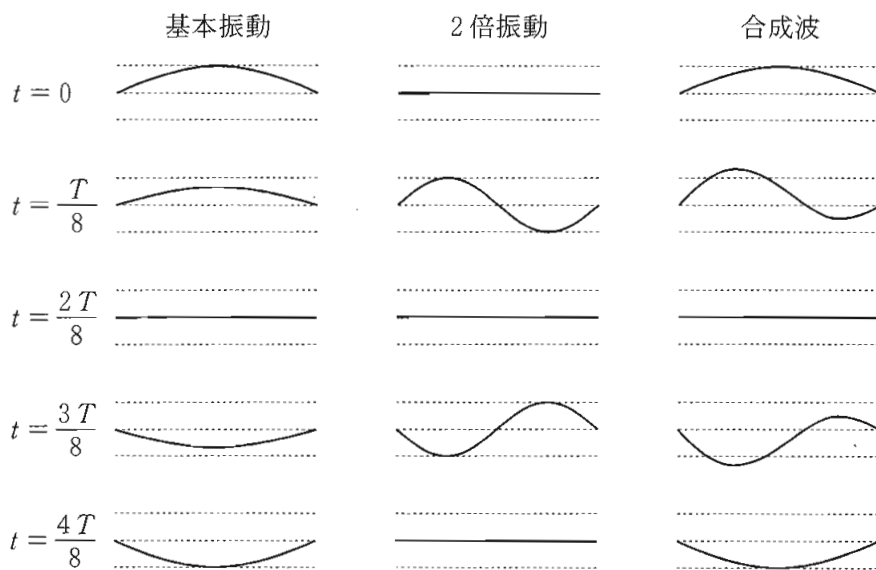 基本振動 2倍振動 合成波
t = 0
t = T/8
t = 2T/8
t = 3T/8
t = 4T/8